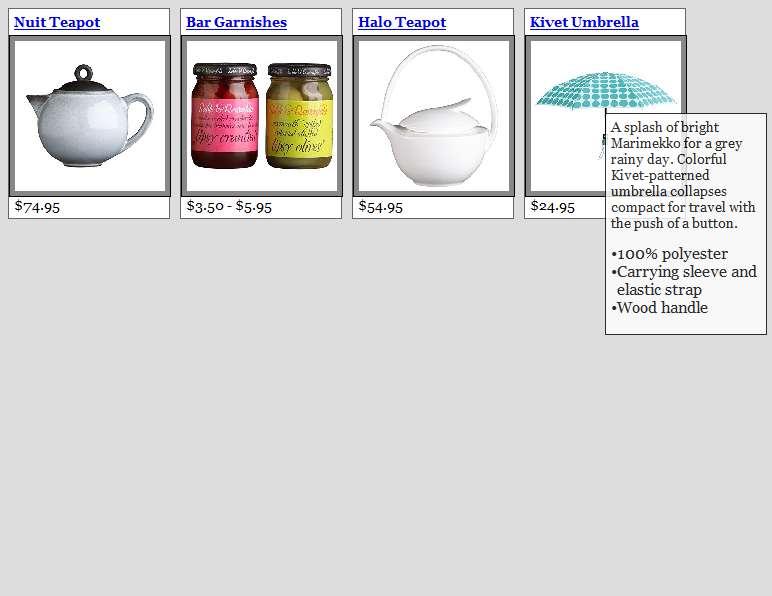 Nuit Teapot
Bar Garnishes
Halo Teapot
Kivet Umbrella
$74.95
$3.50 - $5.95
$54.95
$24.95
A splash of bright
Marimekko for a grey
rainy day. Colorful
Kivet-patterned
umbrella collapses
compact for travel with
the push of a button.
•100% polyester
•Carrying sleeve and
elastic strap
•Wood handle